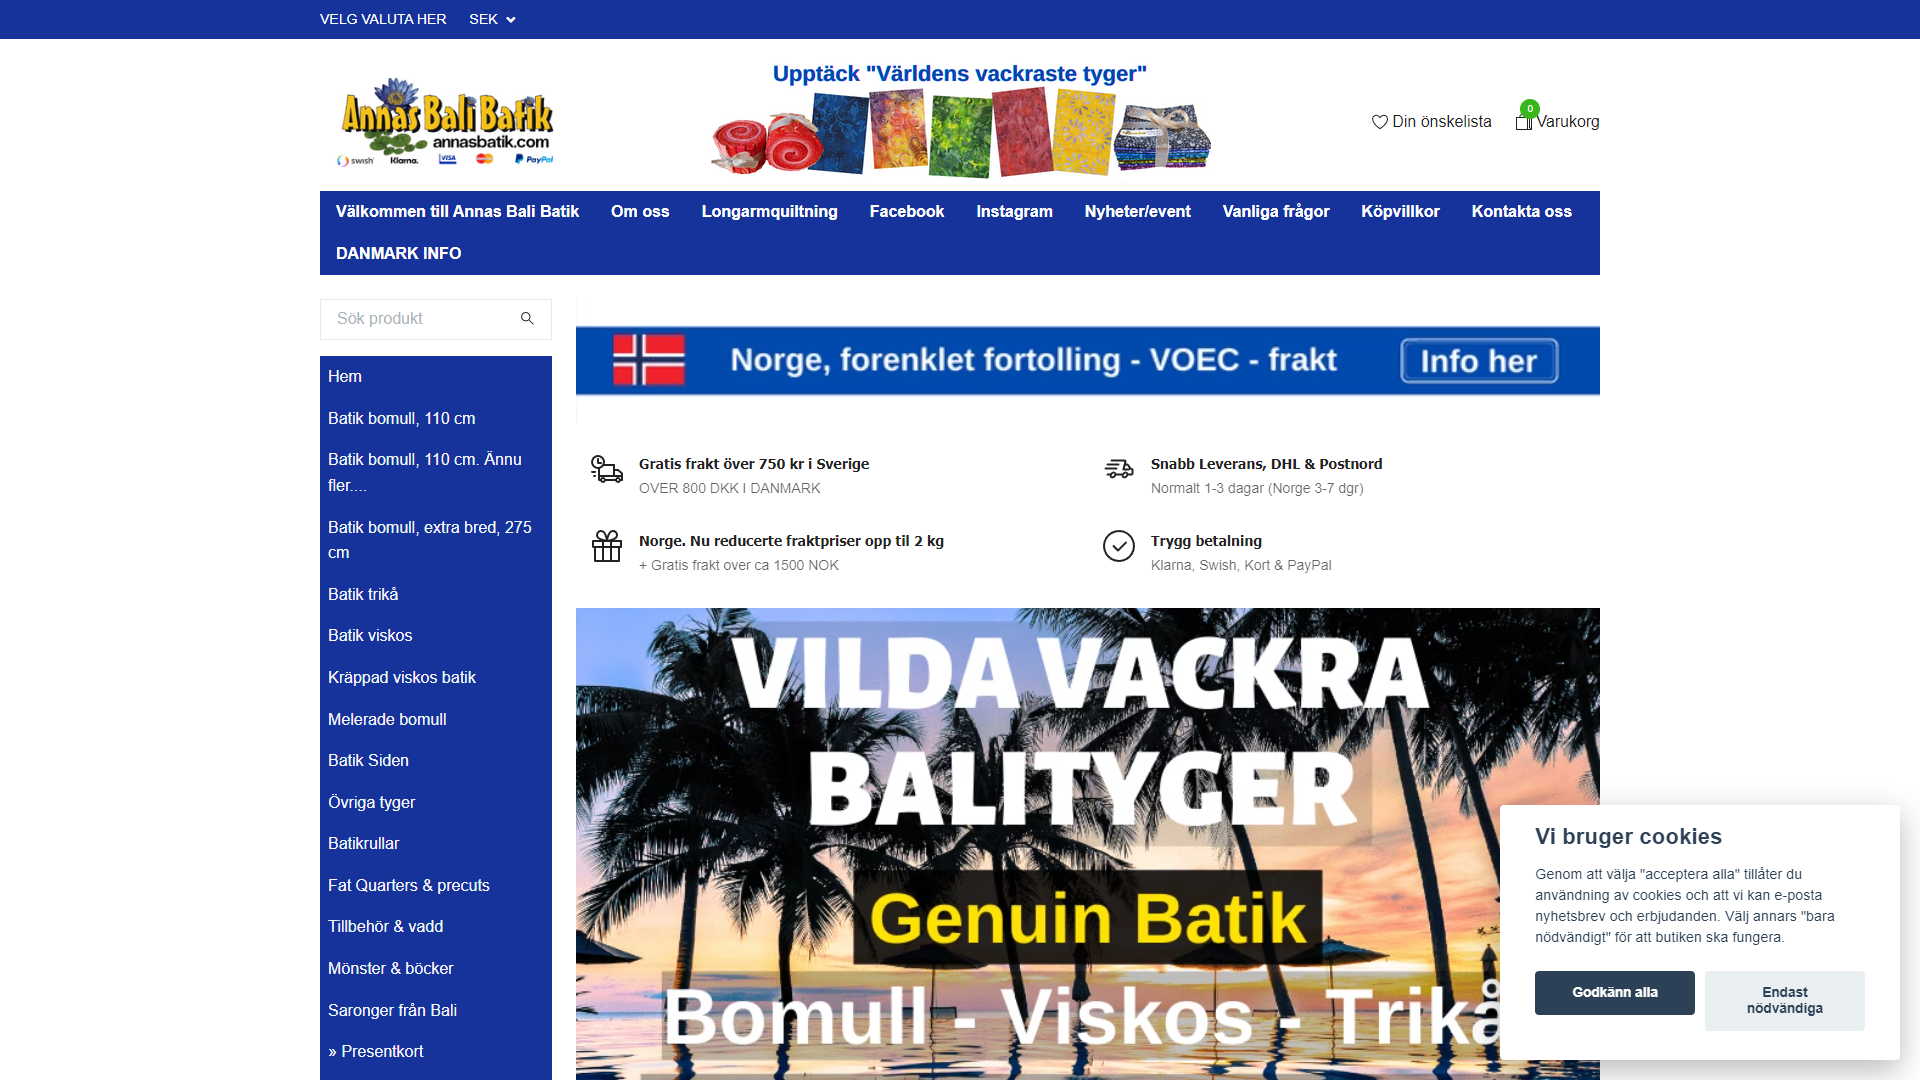 VELG VALUTA HER SEK
Upptäck "Världens vackraste tyger"
Annas Bali Batik
annasbatik.com
swish Klarna. VISA PayPal
Din önskelista
0
Varukorg
Välkommen till Annas Bali Batik Om oss Longarmquiltning Facebook Instagram Nyheter/event Vanliga frågor Köpvillkor Kontakta oss
DANMARK INFO
Sök produkt
Hem
Batik bomull, 110 cm
Batik bomull, 110 cm. Ännu
fler....
Batik bomull, extra bred, 275
cm
Batik trikå
Batik viskos
Kräppad viskos batik
Melerade bomull
Batik Siden
Övriga tyger
Batikrullar
Fat Quarters & precuts
Tillbehör & vadd
Mönster & böcker
Saronger från Bali
» Presentkort
Norge, forenklet fortolling - VOEC - frakt Info her
Gratis frakt över 750 kr i Sverige
OVER 800 DKK I DANMARK
Snabb Leverans, DHL & Postnord
Normalt 1-3 dagar (Norge 3-7 dgr)
Norge. Nu reducerte fraktpriser opp til 2 kg
+ Gratis frakt over ca 1500 NOK
Trygg betalning
Klarna, Swish, Kort & PayPal
VILDA VACKRA
BALITYGER
Genuin Batik
Bomull - Viskos - Trikå
Vi bruger cookies
Genom att välja "acceptera alla" tillåter du
användning av cookies och att vi kan e-posta
nyhetsbrev och erbjudanden. Välj annars "bara
nödvändigt" för att butiken ska fungera.
Godkänn alla
Endast
nödvändiga